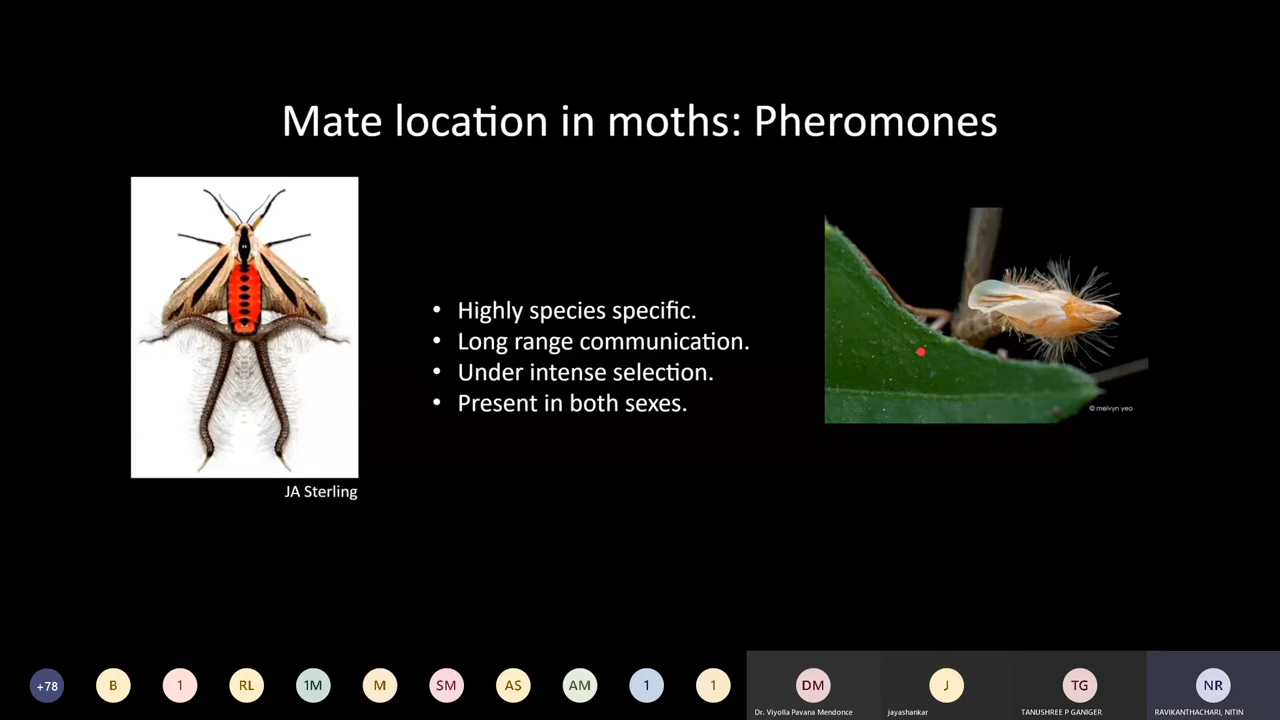 Mate location in moths: Pheromones
• Highly species specific.
• Long range communication.
• Under intense selection.
• Present in both sexes.
© melvyn yeo
JA Sterling
+78
B
1
RL
1M
M
SM
AS
AM
1
1
DM
J
TG
NR
Dr. Viyolla Pavana Mendonce
jayashankar
TANUSHREE P GANIGER
RAVIKANTHACHARI, NITIN